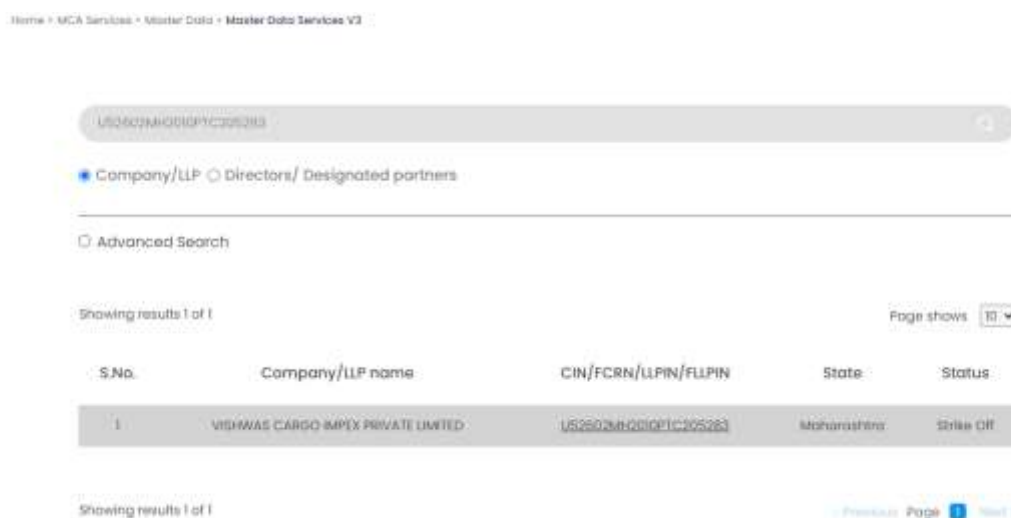 Home > MCA Services > Master Data > Master Data Services V3
U52602MH2010PTC205283
Company/LLP Directors/ Designated partners
Advanced Search
Showing results 1 of 1
Page shows 10
S.No. Company/LLP name CIN/FCRN/LLPIN/FLLPIN State Status
1 VISHWAS CARGO IMPEX PRIVATE LIMITED U52602MH2010PTC205283 Maharashtra Strike Off
Showing results 1 of 1
Previous Page 1 Next